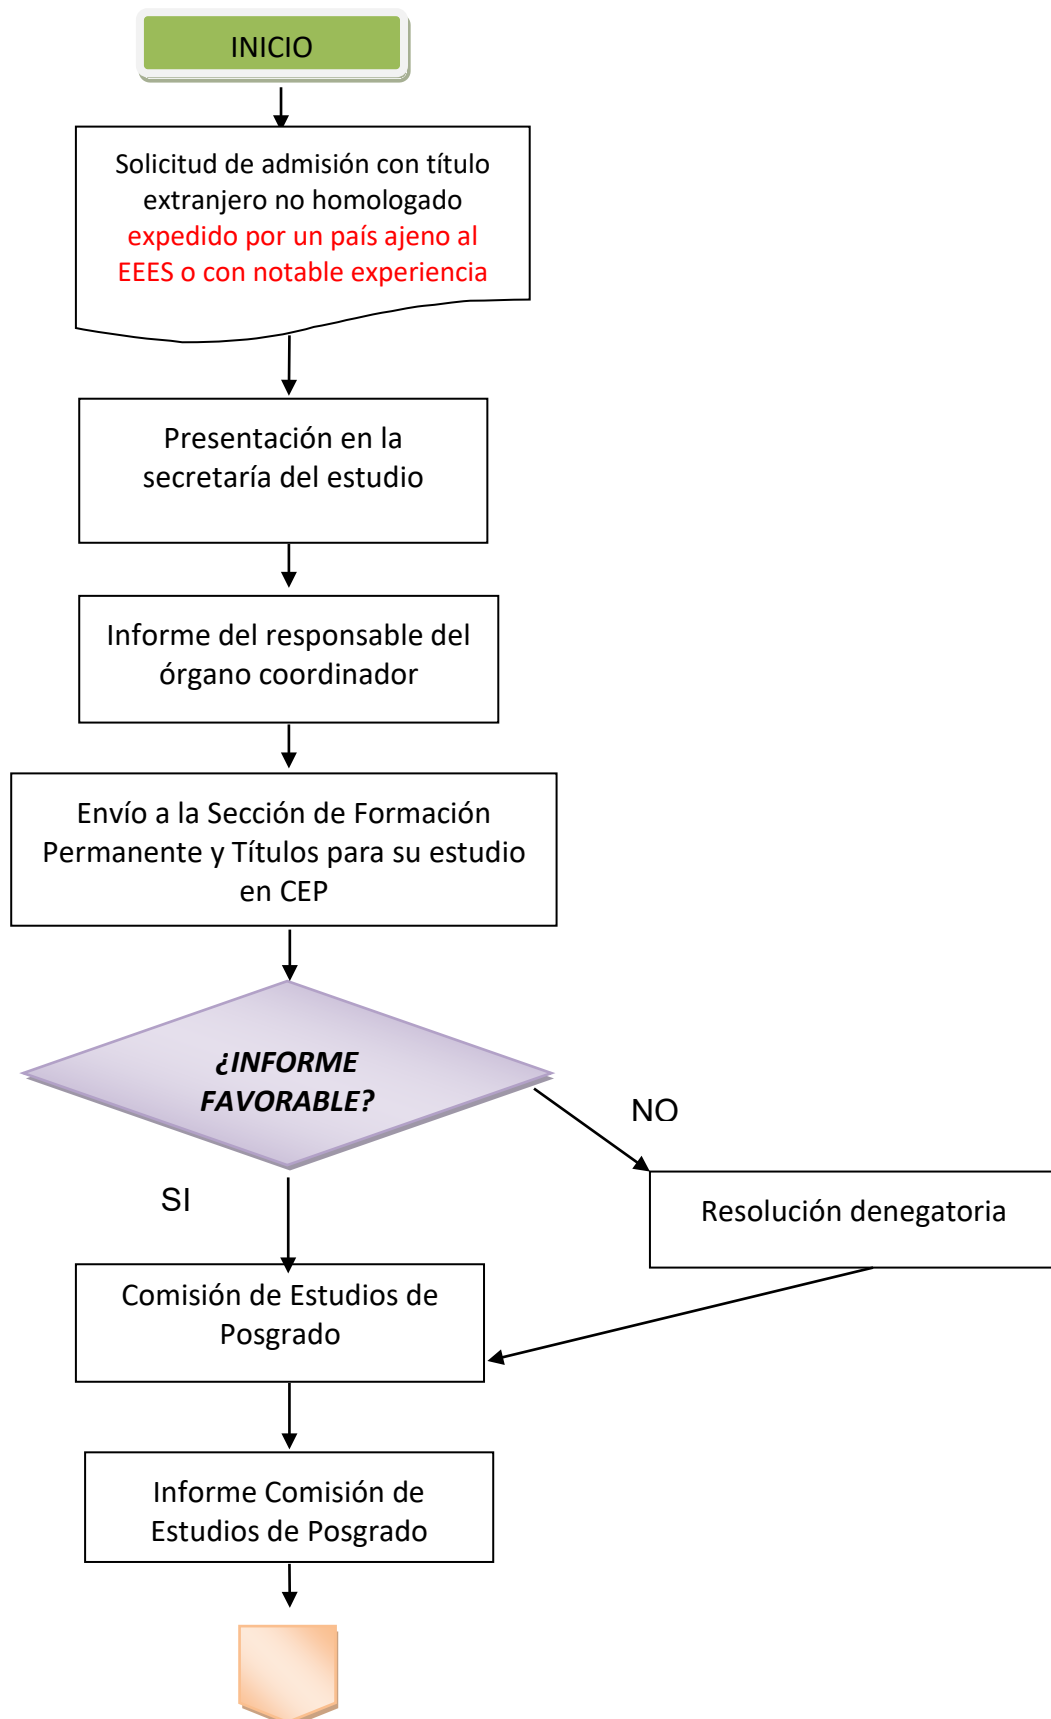 INICIO
Solicitud de admisión con título
extranjero no homologado
expedido por un país ajeno al
EEES o con notable experiencia
Presentación en la
secretaría del estudio
Informe del responsable del
órgano coordinador
Envío a la Sección de Formación
Permanente y Títulos para su estudio
en CEP
¿INFORME
FAVORABLE?
NO
SI
Resolución denegatoria
Comisión de Estudios de
Posgrado
Informe Comisión de
Estudios de Posgrado